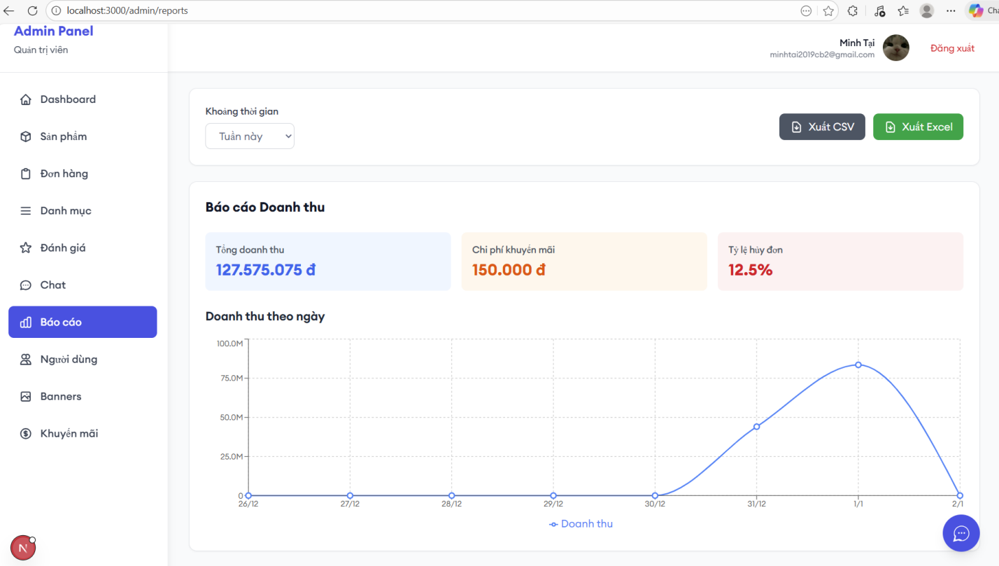 localhost:3000/admin/reports
Cha
Admin Panel
Quản trị viên
Minh Tại
minhtai2019cb2@gmail.com
Đăng xuất
Dashboard
Sản phẩm
Đơn hàng
Danh mục
Đánh giá
Chat
Báo cáo
Người dùng
Banners
Khuyến mãi
N
Khoảng thời gian
Tuần này
Xuất CSV
Xuất Excel
Báo cáo Doanh thu
Tổng doanh thu
127.575.075 đ
Chi phí khuyến mãi
150.000 đ
Tỷ lệ hủy đơn
12.5%
Doanh thu theo ngày
100.0M
75.0M
50.0M
25.0M
0
26/12 27/12 28/12 29/12 30/12 31/12 1/1 2/1
Doanh thu